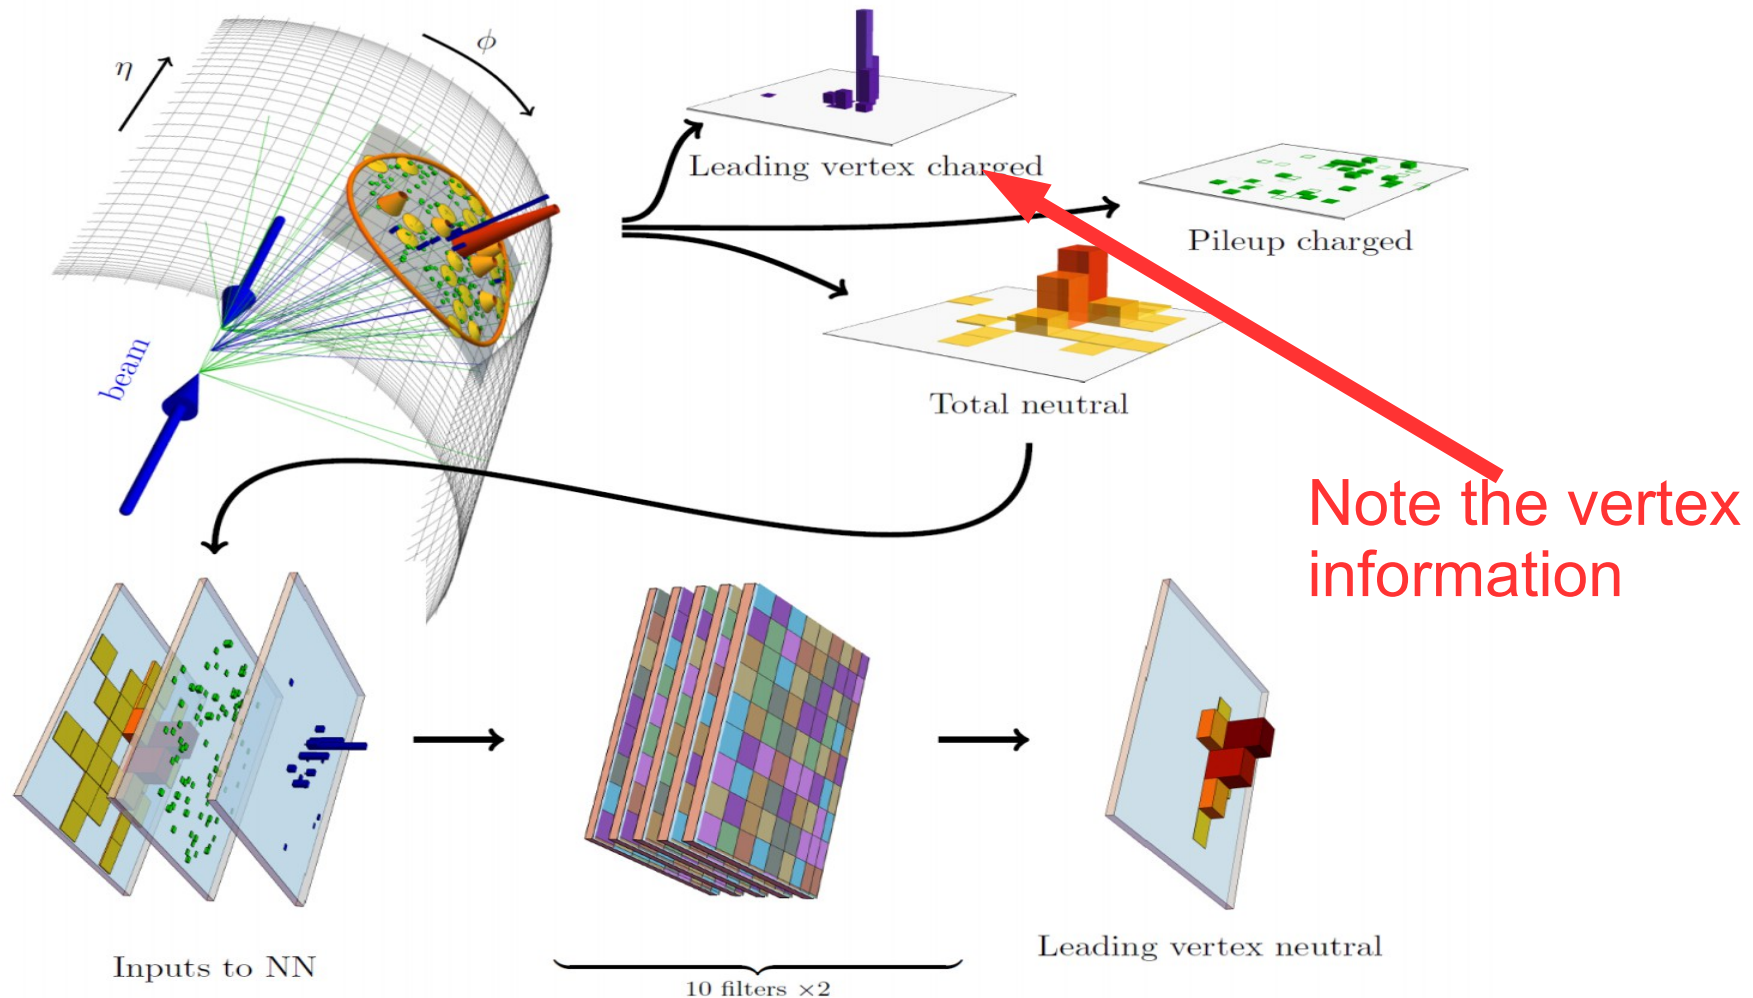 η
ϕ
beam
Leading vertex charged
Pileup charged
Total neutral
Note the vertex
information
Inputs to NN
10 filters ×2
Leading vertex neutral